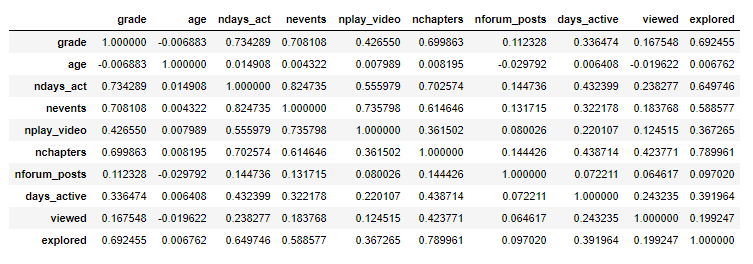 grade age ndays_act nevents nplay_video nchapters nforum_posts days_active viewed explored
grade 1.000000 -0.006883 0.734289 0.708108 0.426550 0.699863 0.112328 0.336474 0.167548 0.692455
age -0.006883 1.000000 0.014908 0.004322 0.007989 0.008195 -0.029792 0.006408 -0.019622 0.006762
ndays_act 0.734289 0.014908 1.000000 0.824735 0.555979 0.702574 0.144736 0.432399 0.238277 0.649746
nevents 0.708108 0.004322 0.824735 1.000000 0.735798 0.614646 0.131715 0.322178 0.183768 0.588577
nplay_video 0.426550 0.007989 0.555979 0.735798 1.000000 0.361502 0.080026 0.220107 0.124515 0.367265
nchapters 0.699863 0.008195 0.702574 0.614646 0.361502 1.000000 0.144426 0.438714 0.423771 0.789961
nforum_posts 0.112328 -0.029792 0.144736 0.131715 0.080026 0.144426 1.000000 0.072211 0.064617 0.097020
days_active 0.336474 0.006408 0.432399 0.322178 0.220107 0.438714 0.072211 1.000000 0.243235 0.391964
viewed 0.167548 -0.019622 0.238277 0.183768 0.124515 0.423771 0.064617 0.243235 1.000000 0.199247
explored 0.692455 0.006762 0.649746 0.588577 0.367265 0.789961 0.097020 0.391964 0.199247 1.000000